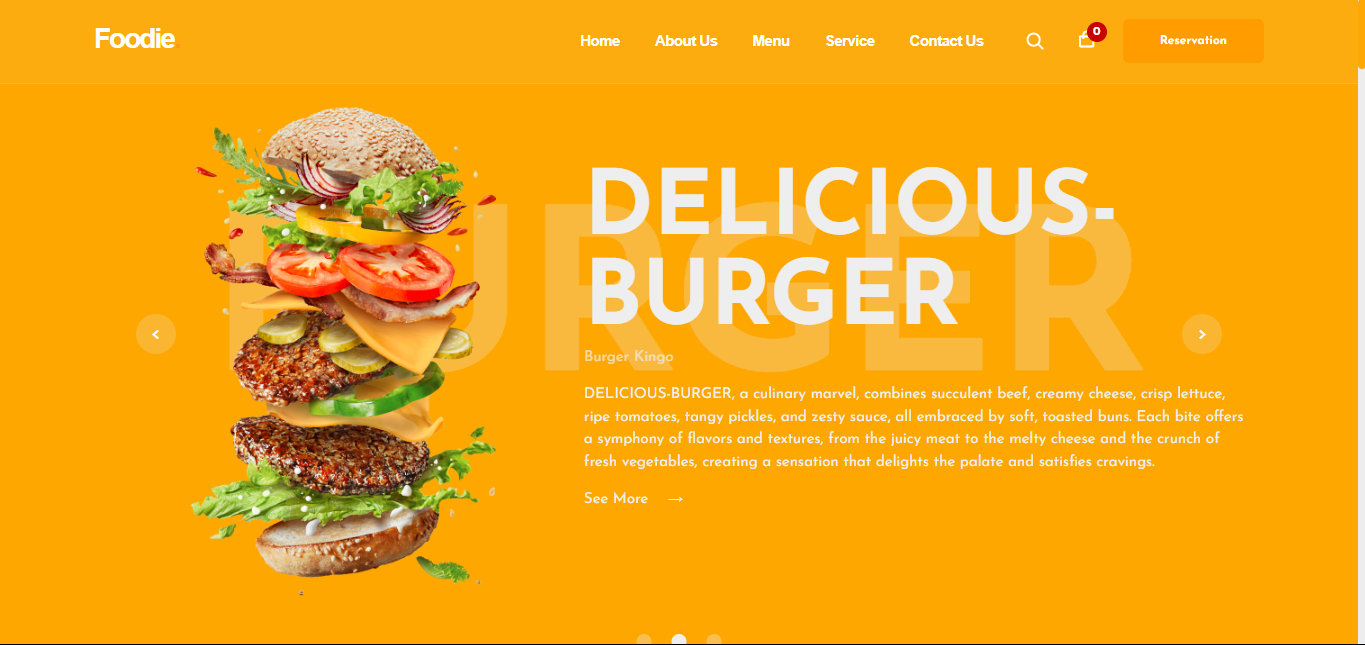 Foodie
Home About Us Menu Service Contact Us 0 Reservation
BURGER
DELICIOUS-
BURGER
Burger Kingo
DELICIOUS-BURGER, a culinary marvel, combines succulent beef, creamy cheese, crisp lettuce,
ripe tomatoes, tangy pickles, and zesty sauce, all embraced by soft, toasted buns. Each bite offers
a symphony of flavors and textures, from the juicy meat to the melty cheese and the crunch of
fresh vegetables, creating a sensation that delights the palate and satisfies cravings.
See More →